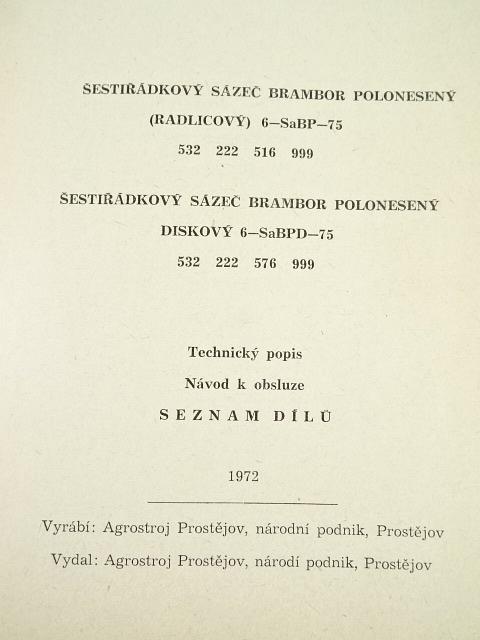 ŠESTIŘÁDKOVÝ SÁZEČ BRAMBOR POLONESENÝ
(RADLICOVÝ) 6—SaBP—75
532 222 516 999
ŠESTIŘÁDKOVÝ SÁZEČ BRAMBOR POLONESENÝ
DISKOVÝ 6—SaBPD—75
532 222 576 999
Technický popis
Návod k obsluze
SEZNAM DÍLŮ
1972
Vyrábí: Agrostroj Prostějov, národní podnik, Prostějov
Vydal: Agrostroj Prostějov, národí podnik, Prostějov